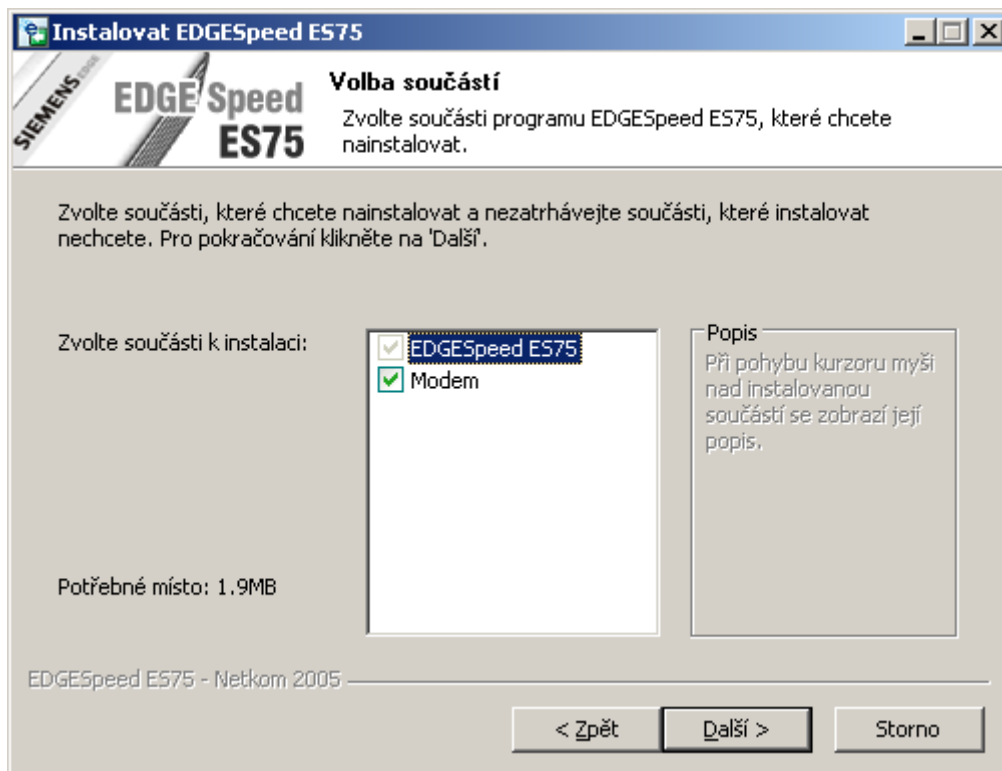 Instalovat EDGESpeed ES75
SIEMENS EDGE
EDGE Speed
ES75
Volba součástí
Zvolte součásti programu EDGESpeed ES75, které chcete
nainstalovat.
Zvolte součásti, které chcete nainstalovat a nezatrhávejte součásti, které instalovat
nechcete. Pro pokračování klikněte na 'Další'.
Zvolte součásti k instalaci:
EDGESpeed ES75
Modem
Popis
Při pohybu kurzoru myši
nad instalovanou
součástí se zobrazí její
popis.
Potřebné místo: 1.9MB
EDGESpeed ES75 - Netkom 2005
< Zpět
Další >
Storno